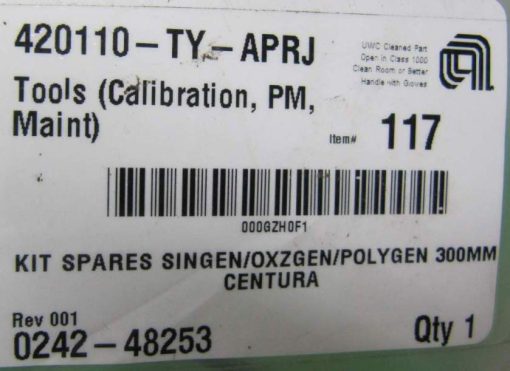 420110-TY-APRJ
UWC Cleaned Part
Open in Class 1000
Clean Room or Better
Handle with Gloves
Tools (Calibration, PM,
Maint)
Item# 117
000GZH0F1
KIT SPARES SINGEN/OXZGEN/POLYGEN 300MM
CENTURA
Rev 001
0242-48253
Qty 1